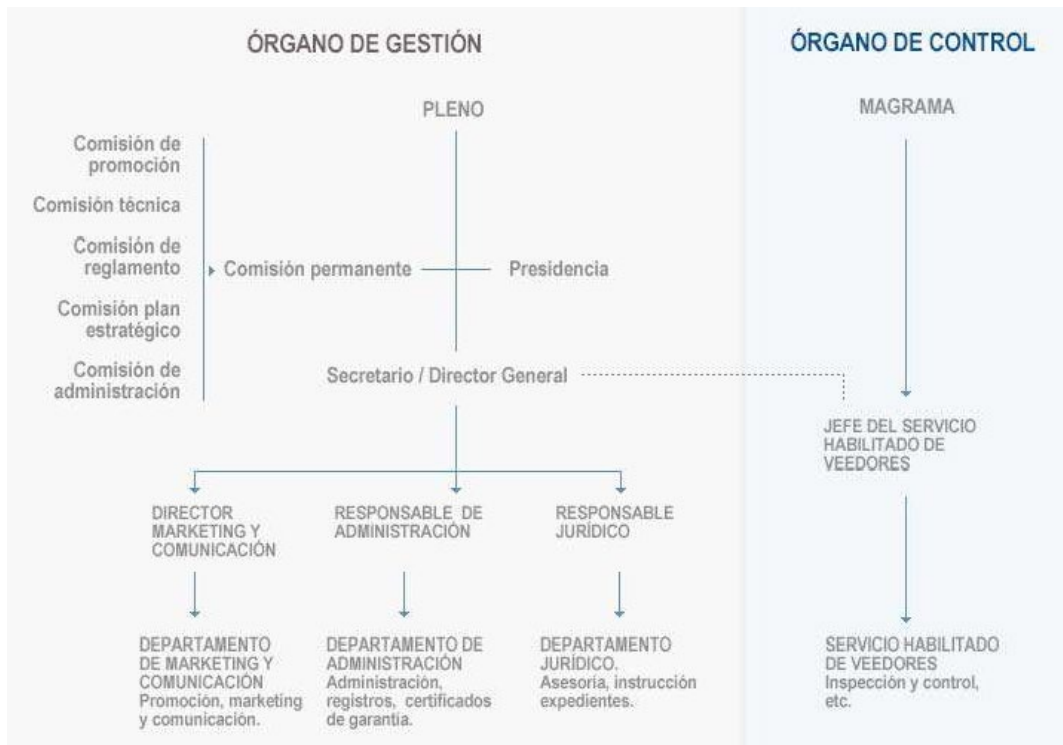 ÓRGANO DE GESTIÓN
ÓRGANO DE CONTROL
PLENO
MAGRAMA
Comisión de
promoción
Comisión técnica
Comisión de
reglamento
Comisión permanente
Presidencia
Comisión plan
estratégico
Comisión de
administración
Secretario / Director General
JEFE DEL SERVICIO
HABILITADO DE
VEEDORES
DIRECTOR
MARKETING Y
COMUNICACIÓN
RESPONSABLE DE
ADMINISTRACIÓN
RESPONSABLE
JURÍDICO
DEPARTAMENTO
DE MARKETING Y
COMUNICACIÓN
Promoción, marketing
y comunicación.
DEPARTAMENTO DE
ADMINISTRACIÓN
Administración,
registros, certificados
de garantía.
DEPARTAMENTO
JURÍDICO.
Asesoría, instrucción
expedientes.
SERVICIO HABILITADO
DE VEEDORES
Inspección y control,
etc.